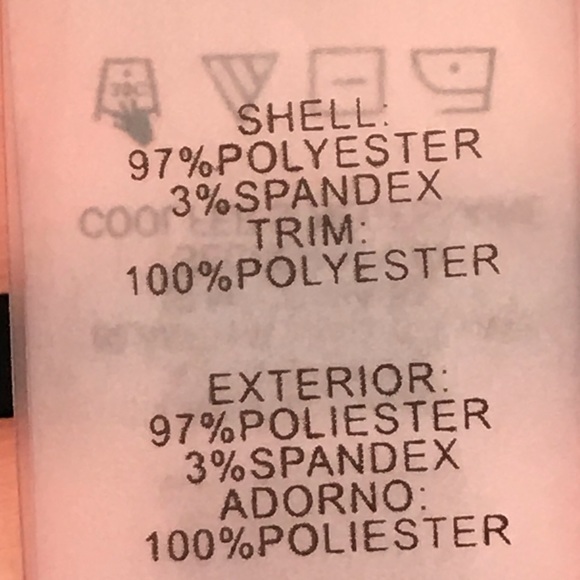 SHELL:
97%POLYESTER
3%SPANDEX
TRIM:
100%POLYESTER
EXTERIOR:
97%POLIESTER
3%SPANDEX
ADORNO:
100%POLIESTER